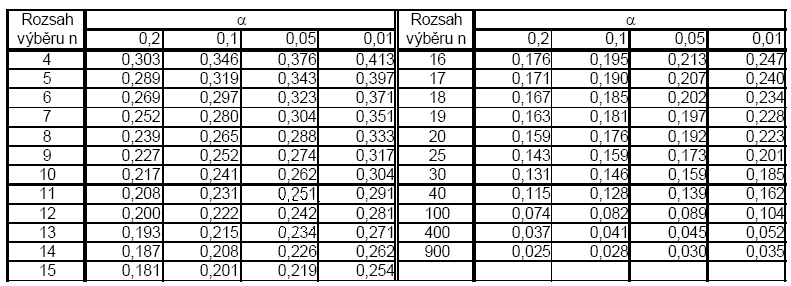 Rozsah výběru n α Rozsah výběru n α
0,2 0,1 0,05 0,01 0,2 0,1 0,05 0,01
4 0,303 0,346 0,376 0,413 16 0,176 0,195 0,213 0,247
5 0,289 0,319 0,343 0,397 17 0,171 0,190 0,207 0,240
6 0,269 0,297 0,323 0,371 18 0,167 0,185 0,202 0,234
7 0,252 0,280 0,304 0,351 19 0,163 0,181 0,197 0,228
8 0,239 0,265 0,288 0,333 20 0,159 0,176 0,192 0,223
9 0,227 0,252 0,274 0,317 25 0,143 0,159 0,173 0,201
10 0,217 0,241 0,262 0,304 30 0,131 0,146 0,159 0,185
11 0,208 0,231 0,251 0,291 40 0,115 0,128 0,139 0,162
12 0,200 0,222 0,242 0,281 100 0,074 0,082 0,089 0,104
13 0,193 0,215 0,234 0,271 400 0,037 0,041 0,045 0,052
14 0,187 0,208 0,226 0,262 900 0,025 0,028 0,030 0,035
15 0,181 0,201 0,219 0,254